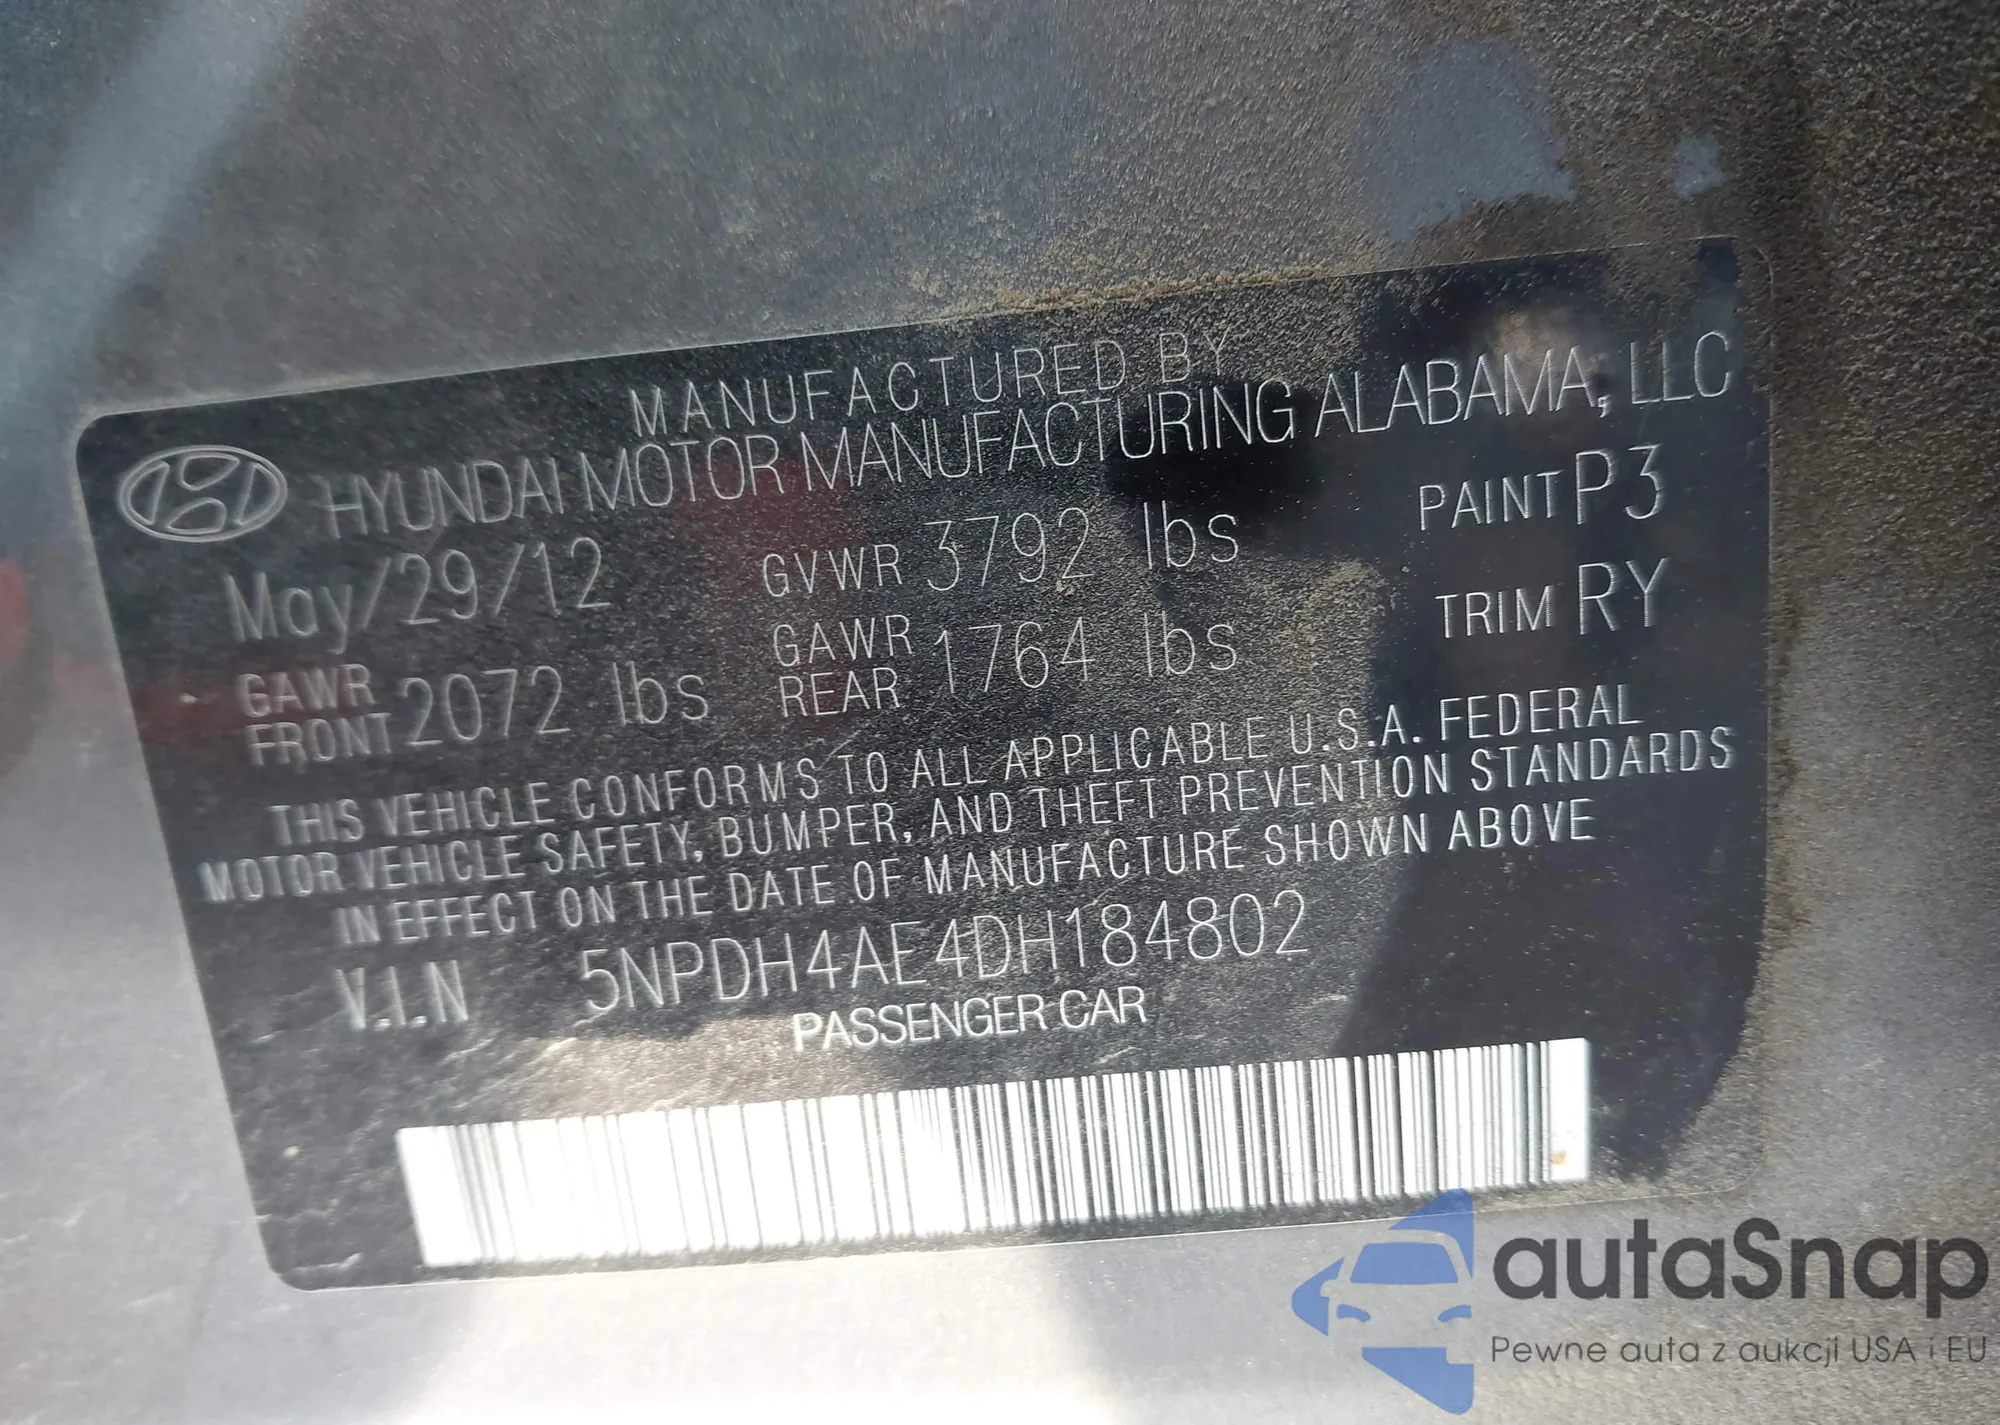 MANUFACTURED BY
HYUNDAI MOTOR MANUFACTURING ALABAMA, LLC
May/29/12 GVWR 3792 lbs PAINT P3
GAWR FRONT 2072 lbs GAWR REAR 1764 lbs TRIM RY
THIS VEHICLE CONFORMS TO ALL APPLICABLE U.S.A. FEDERAL
MOTOR VEHICLE SAFETY, BUMPER, AND THEFT PREVENTION STANDARDS
IN EFFECT ON THE DATE OF MANUFACTURE SHOWN ABOVE
V.I.N 5NPDH4AE4DH184802
PASSENGER CAR
autaSnap
Pewne auta z aukcji USA i EU